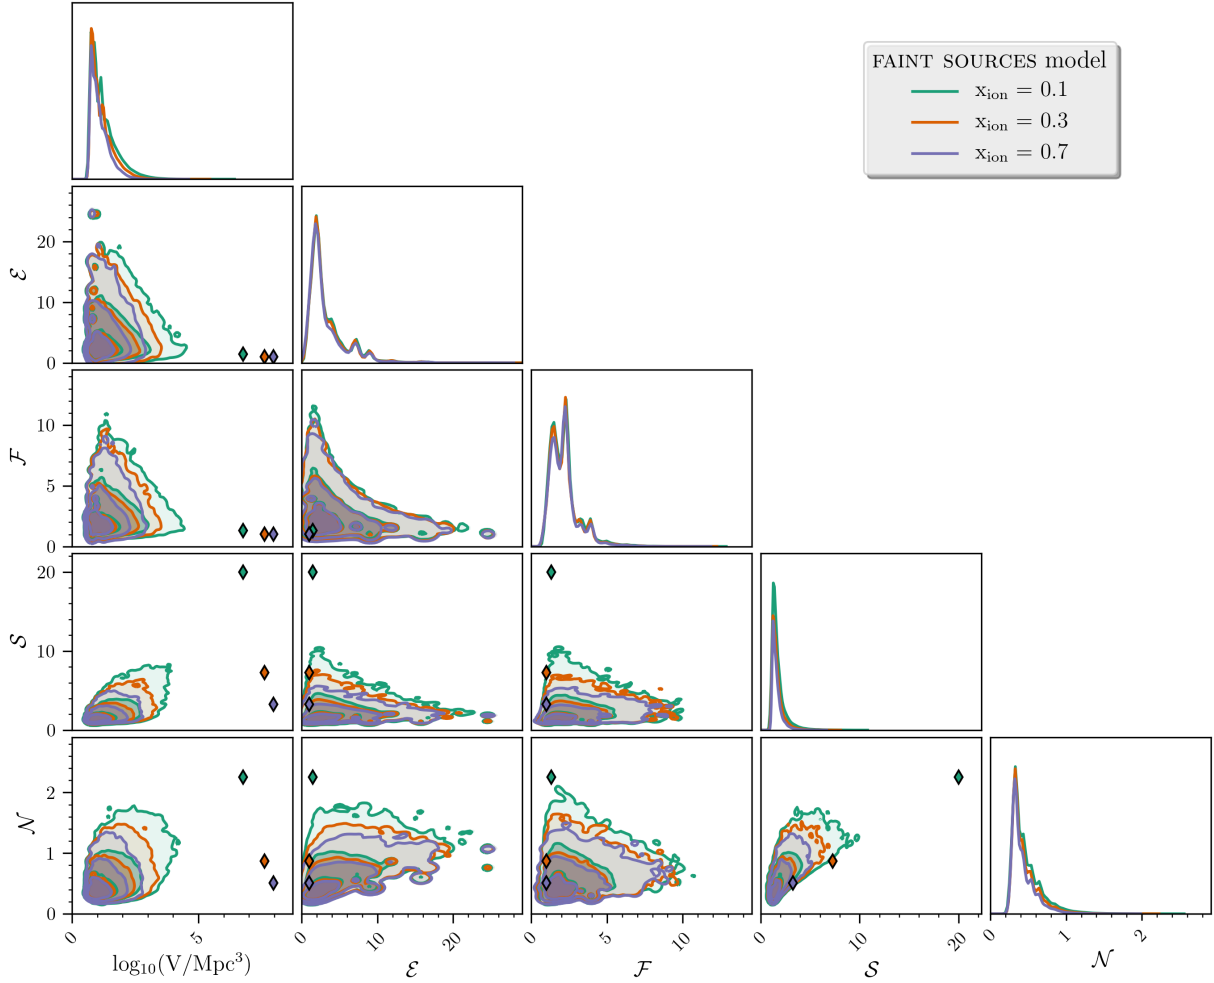 FAINT SOURCES model
x_ion = 0.1
x_ion = 0.3
x_ion = 0.7
20
10
0
ℰ
10
5
0
ℱ
20
10
0
𝒮
2
1
0
𝒩
0 5
log₁₀(V/Mpc³)
0 10 20
ℰ
0 5 10
ℱ
0 10 20
𝒮
0 1 2
𝒩